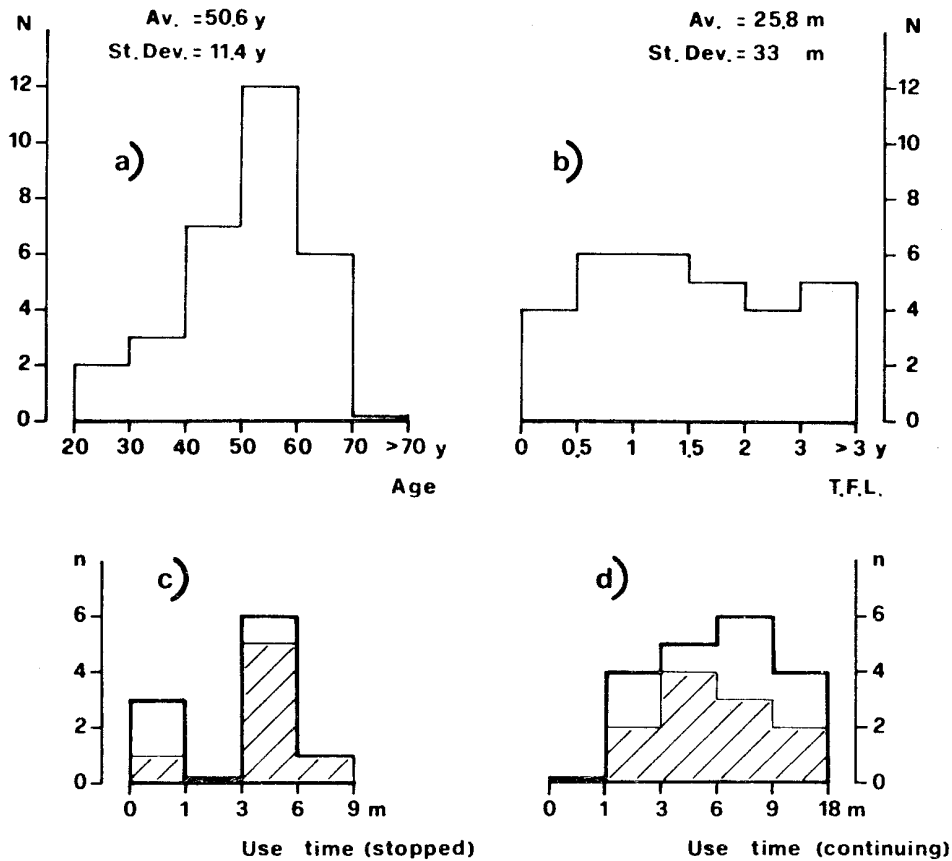 N
Av. =50.6 y
St. Dev. = 11.4 y
12
10
8
6
4
2
0
a)
20 30 40 50 60 70 >70 y
Age
Av. = 25.8 m
St. Dev. = 33 m
N
12
10
8
6
4
2
0
b)
0 0.5 1 1.5 2 3 >3 y
T.F.L.
n
c)
6
4
2
0
0 1 3 6 9 m
Use time (stopped)
d)
n
6
4
2
0
0 1 3 6 9 18 m
Use time (continuing)